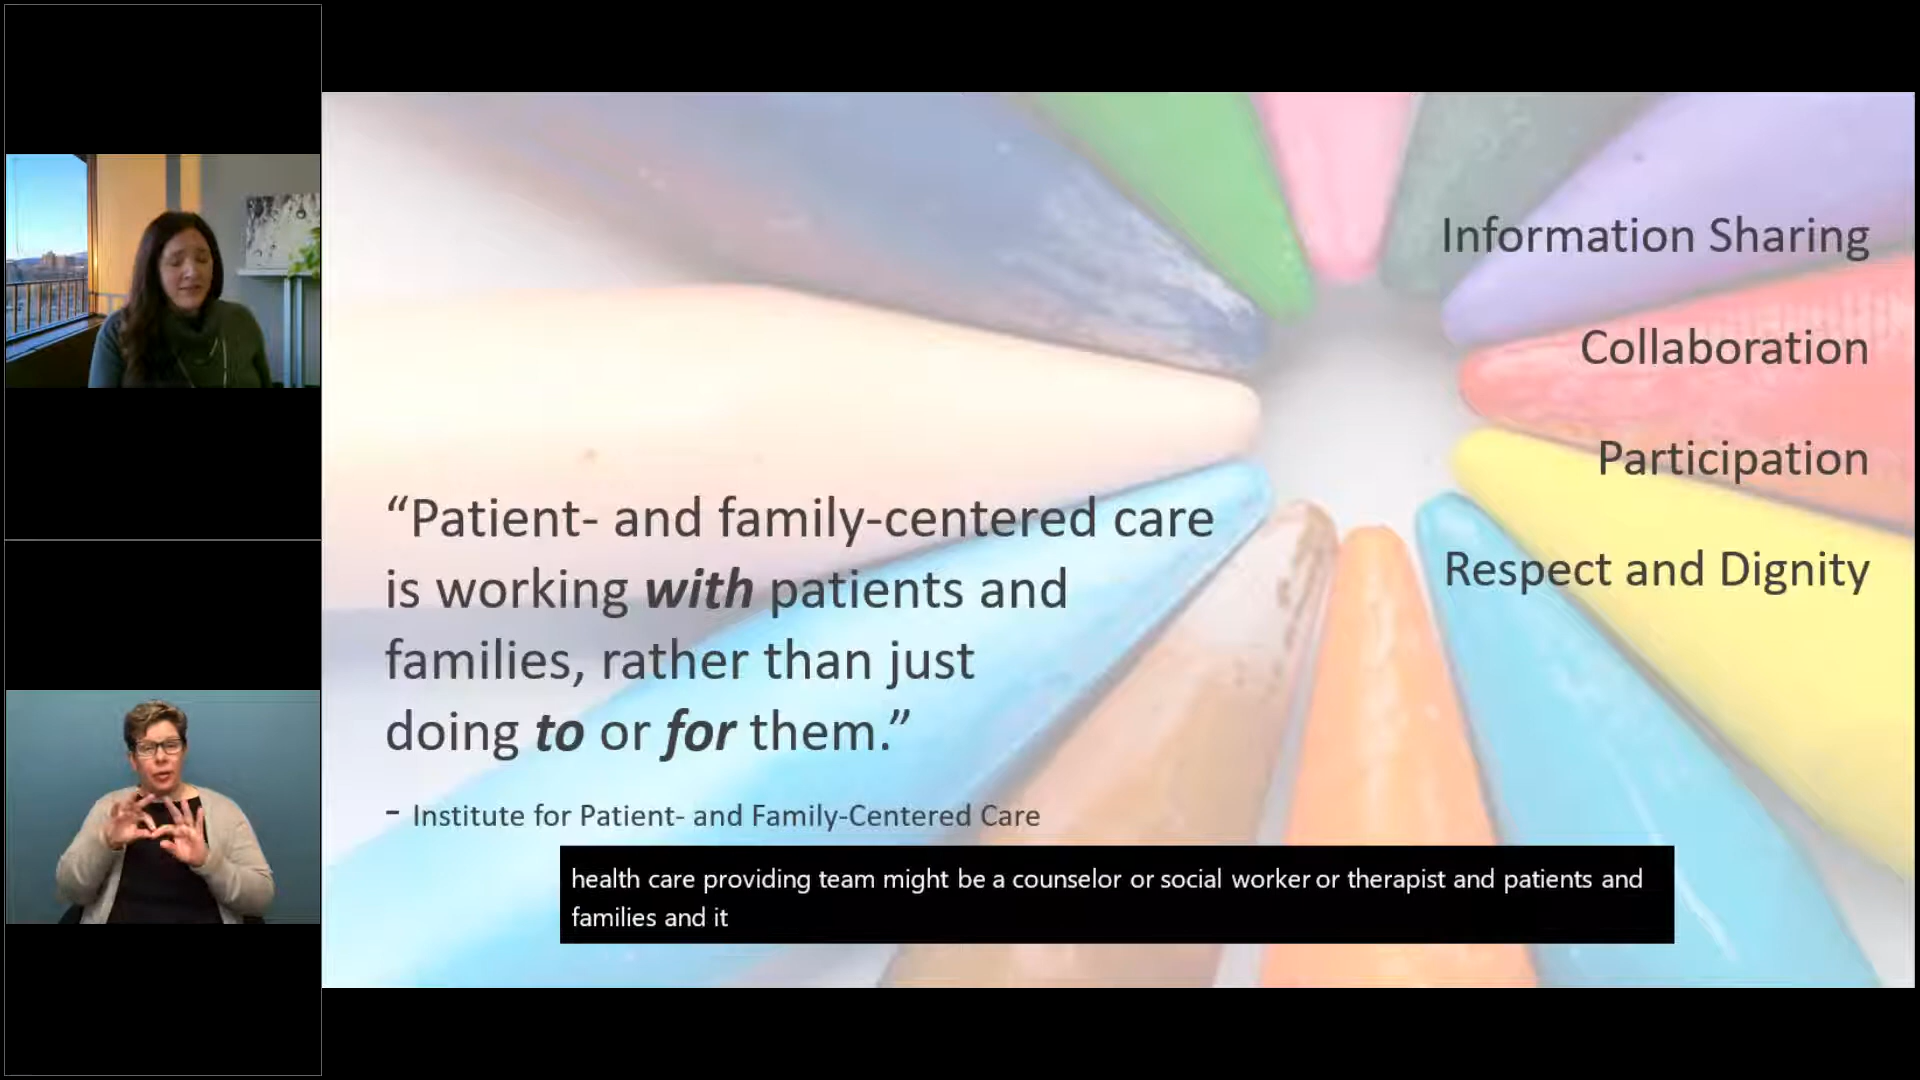 Information Sharing
Collaboration
Participation
Respect and Dignity
“Patient- and family-centered care
is working with patients and
families, rather than just
doing to or for them.”
- Institute for Patient- and Family-Centered Care
health care providing team might be a counselor or social worker or therapist and patients and
families and it